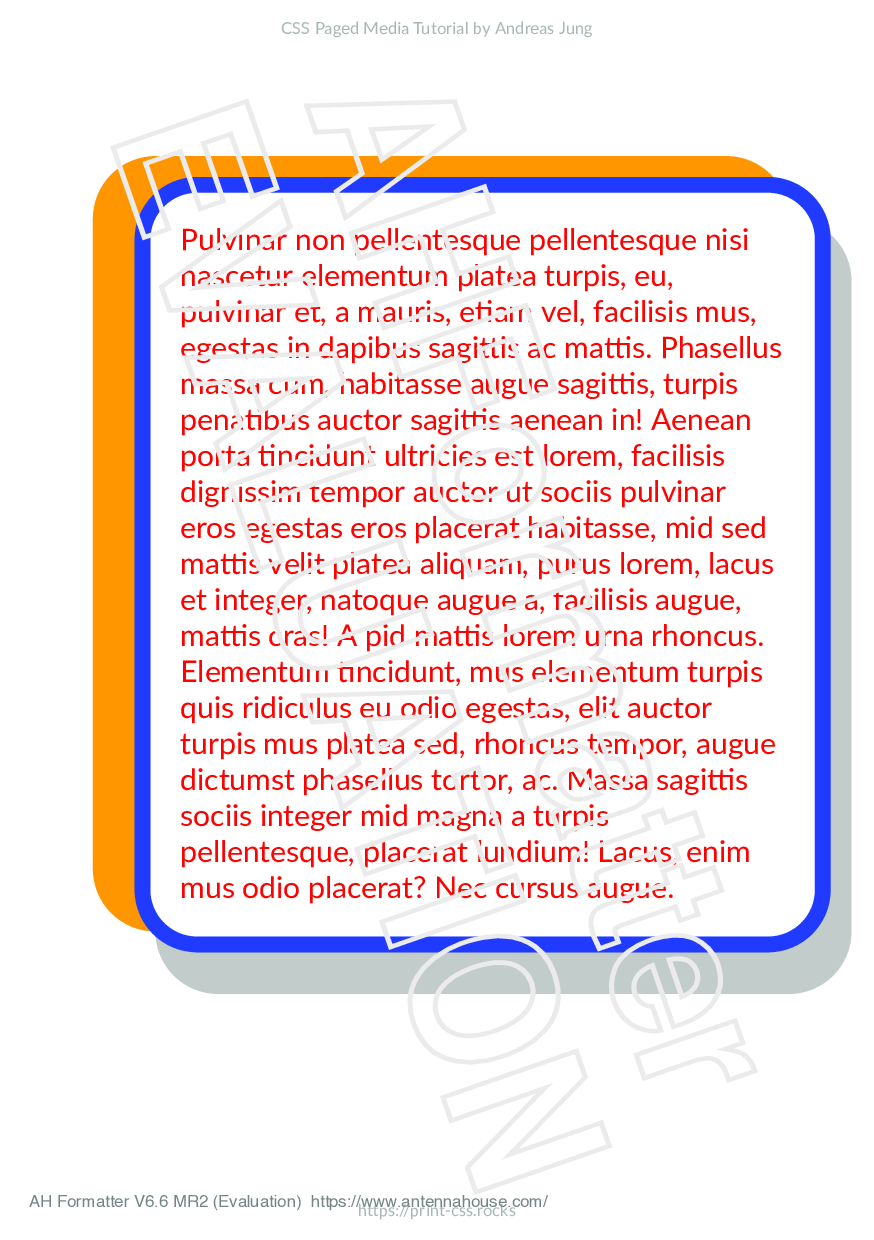 CSS Paged Media Tutorial by Andreas Jung
AH Formatter
EVALUATION
Pulvinar non pellentesque pellentesque nisi
nascetur elementum platea turpis, eu,
pulvinar et, a mauris, etiam vel, facilisis mus,
egestas in dapibus sagittis ac mattis. Phasellus
massa cum, habitasse augue sagittis, turpis
penatibus auctor sagittis aenean in! Aenean
porta tincidunt ultricies est lorem, facilisis
dignissim tempor auctor ut sociis pulvinar
eros egestas eros placerat habitasse, mid sed
mattis velit platea aliquam, purus lorem, lacus
et integer, natoque augue a, facilisis augue,
mattis cras! A pid mattis lorem urna rhoncus.
Elementum tincidunt, mus elementum turpis
quis ridiculus eu odio egestas, elit auctor
turpis mus platea sed, rhoncus tempor, augue
dictumst phasellus tortor, ac. Massa sagittis
sociis integer mid magna a turpis
pellentesque, placerat lundium! Lacus, enim
mus odio placerat? Nec cursus augue.
AH Formatter V6.6 MR2 (Evaluation) https://www.antennahouse.com/
https://print-css.rocks